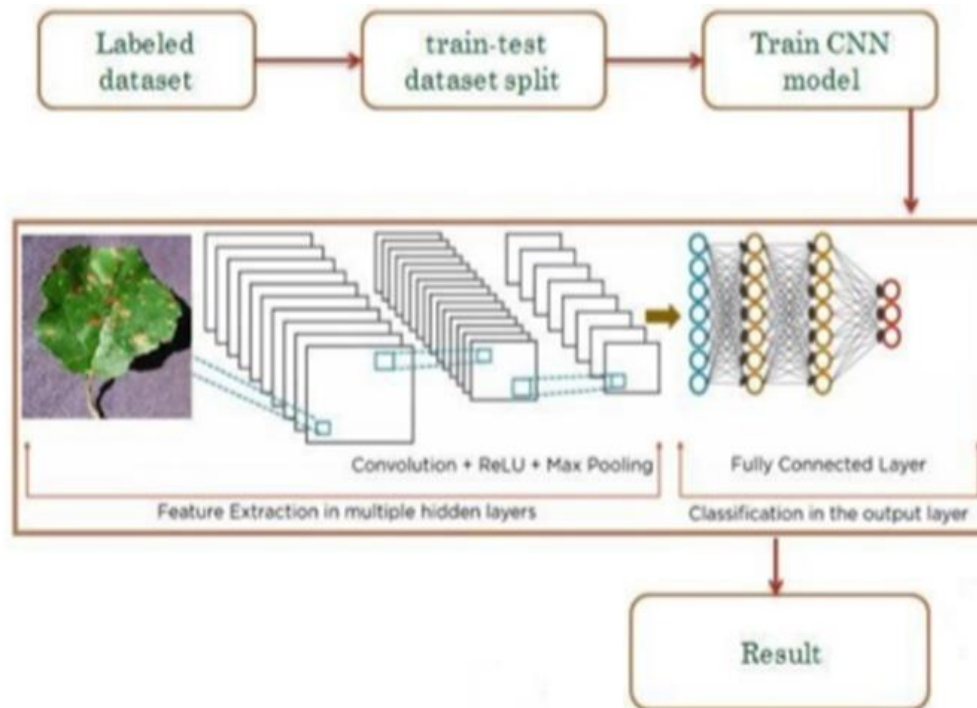 Labeled
dataset
train-test
dataset split
Train CNN
model
Convolution + ReLU + Max Pooling
Fully Connected Layer
Feature Extraction in multiple hidden layers
Classification in the output layer
Result